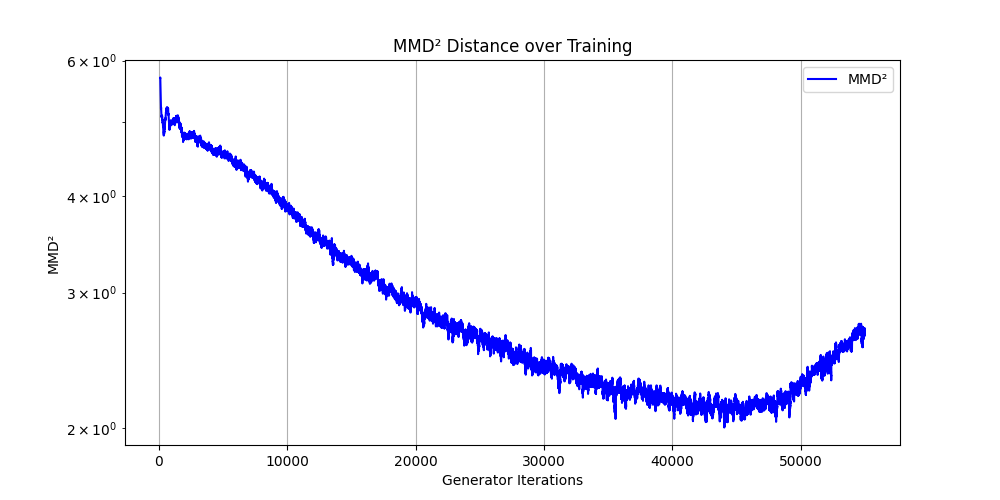 MMD² Distance over Training
6 × 10⁰
4 × 10⁰
3 × 10⁰
2 × 10⁰
MMD²
MMD²
0 10000 20000 30000 40000 50000
Generator Iterations